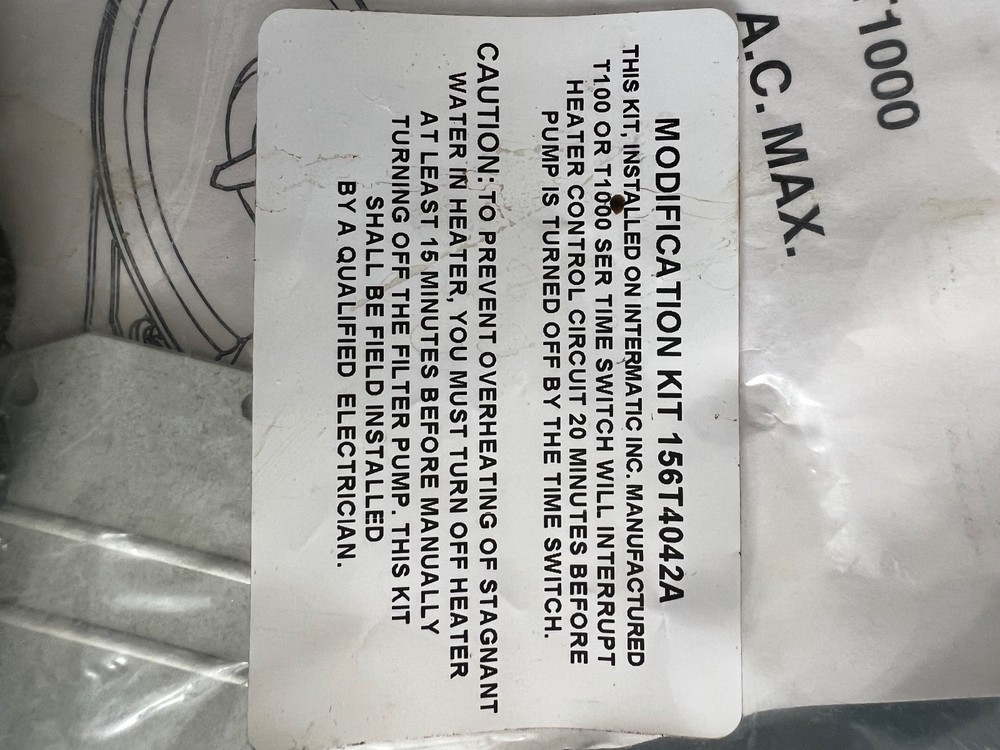 T1000
A.C. MAX.
MODIFICATION KIT 156T4042A
THIS KIT, INSTALLED ON INTERMATIC INC. MANUFACTURED
T100 OR T1000 SER TIME SWITCH WILL INTERRUPT
HEATER CONTROL CIRCUIT 20 MINUTES BEFORE
PUMP IS TURNED OFF BY THE TIME SWITCH.
CAUTION: TO PREVENT OVERHEATING OF STAGNANT
WATER IN HEATER, YOU MUST TURN OFF HEATER
AT LEAST 15 MINUTES BEFORE MANUALLY
TURNING OFF THE FILTER PUMP. THIS KIT
SHALL BE FIELD INSTALLED
BY A QUALIFIED ELECTRICIAN.